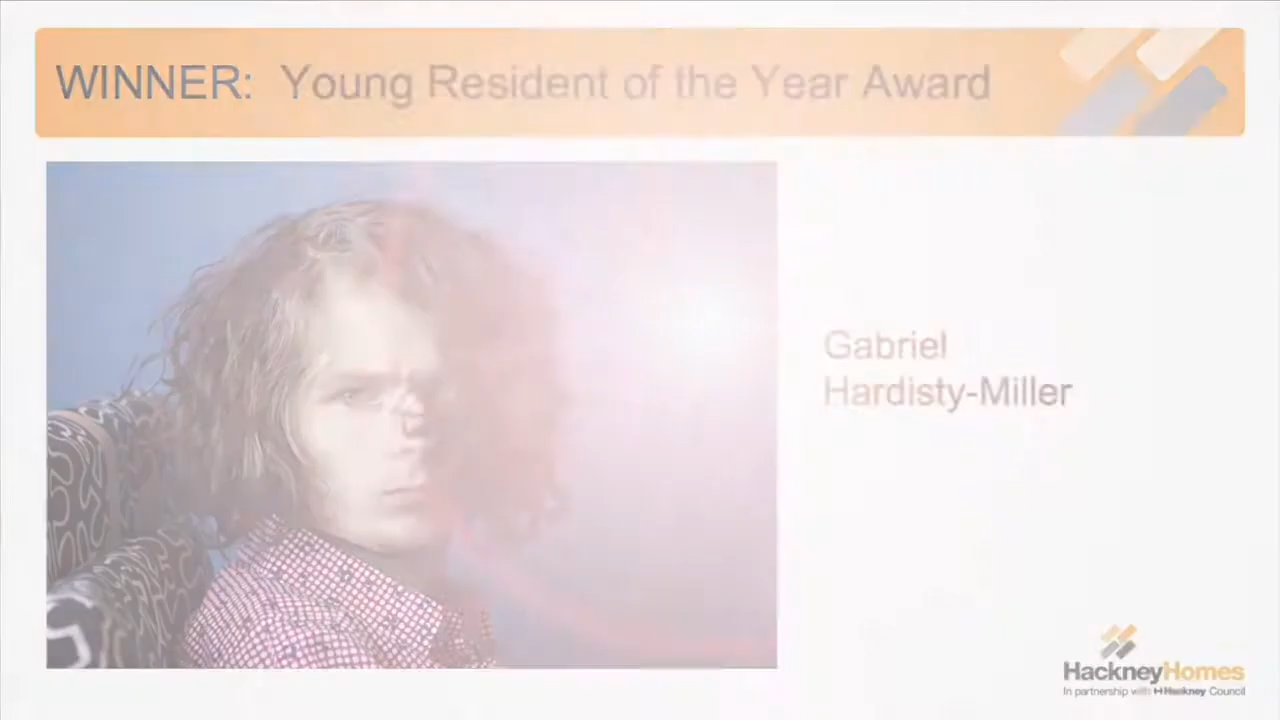 WINNER: Young Resident of the Year Award
Gabriel
Hardisty-Miller
HackneyHomes
In partnership with Hackney Council